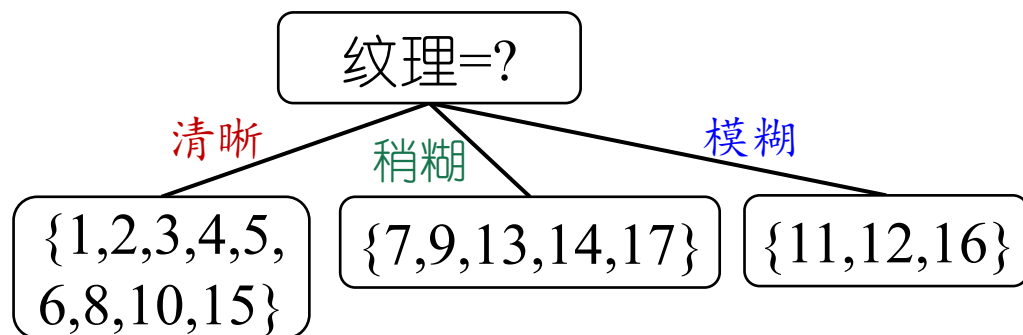 纹理=?
清晰
稍糊
模糊
{1,2,3,4,5,
6,8,10,15}
{7,9,13,14,17}
{11,12,16}